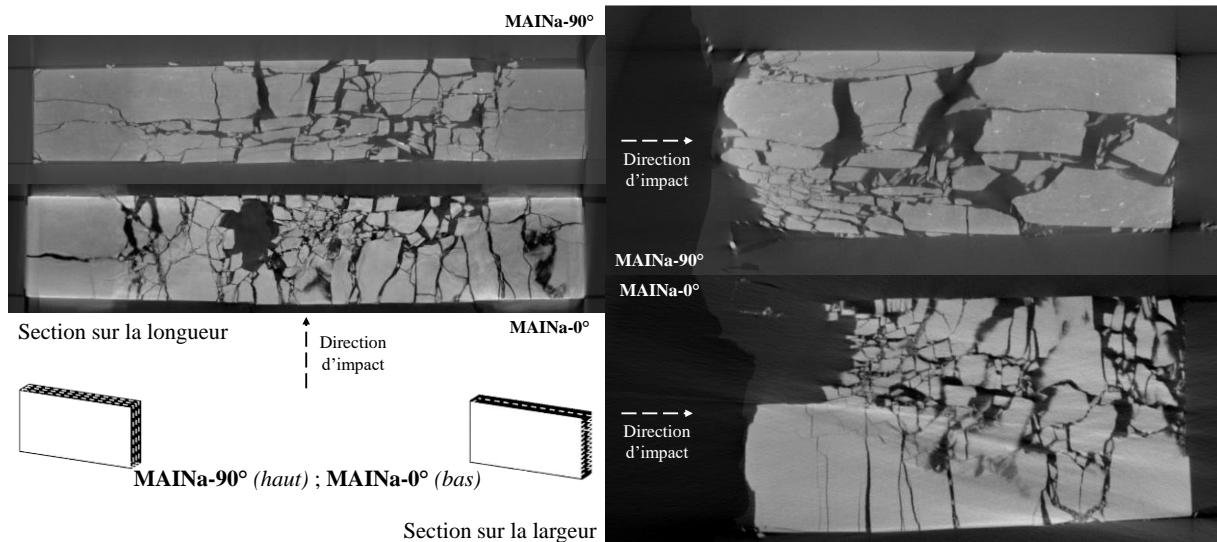 MAINa-90°
Section sur la longueur
MAINa-0°
Direction
d’impact
MAINa-90° (haut) ; MAINa-0° (bas)
Section sur la largeur
Direction
d’impact
MAINa-90°
MAINa-0°
Direction
d’impact